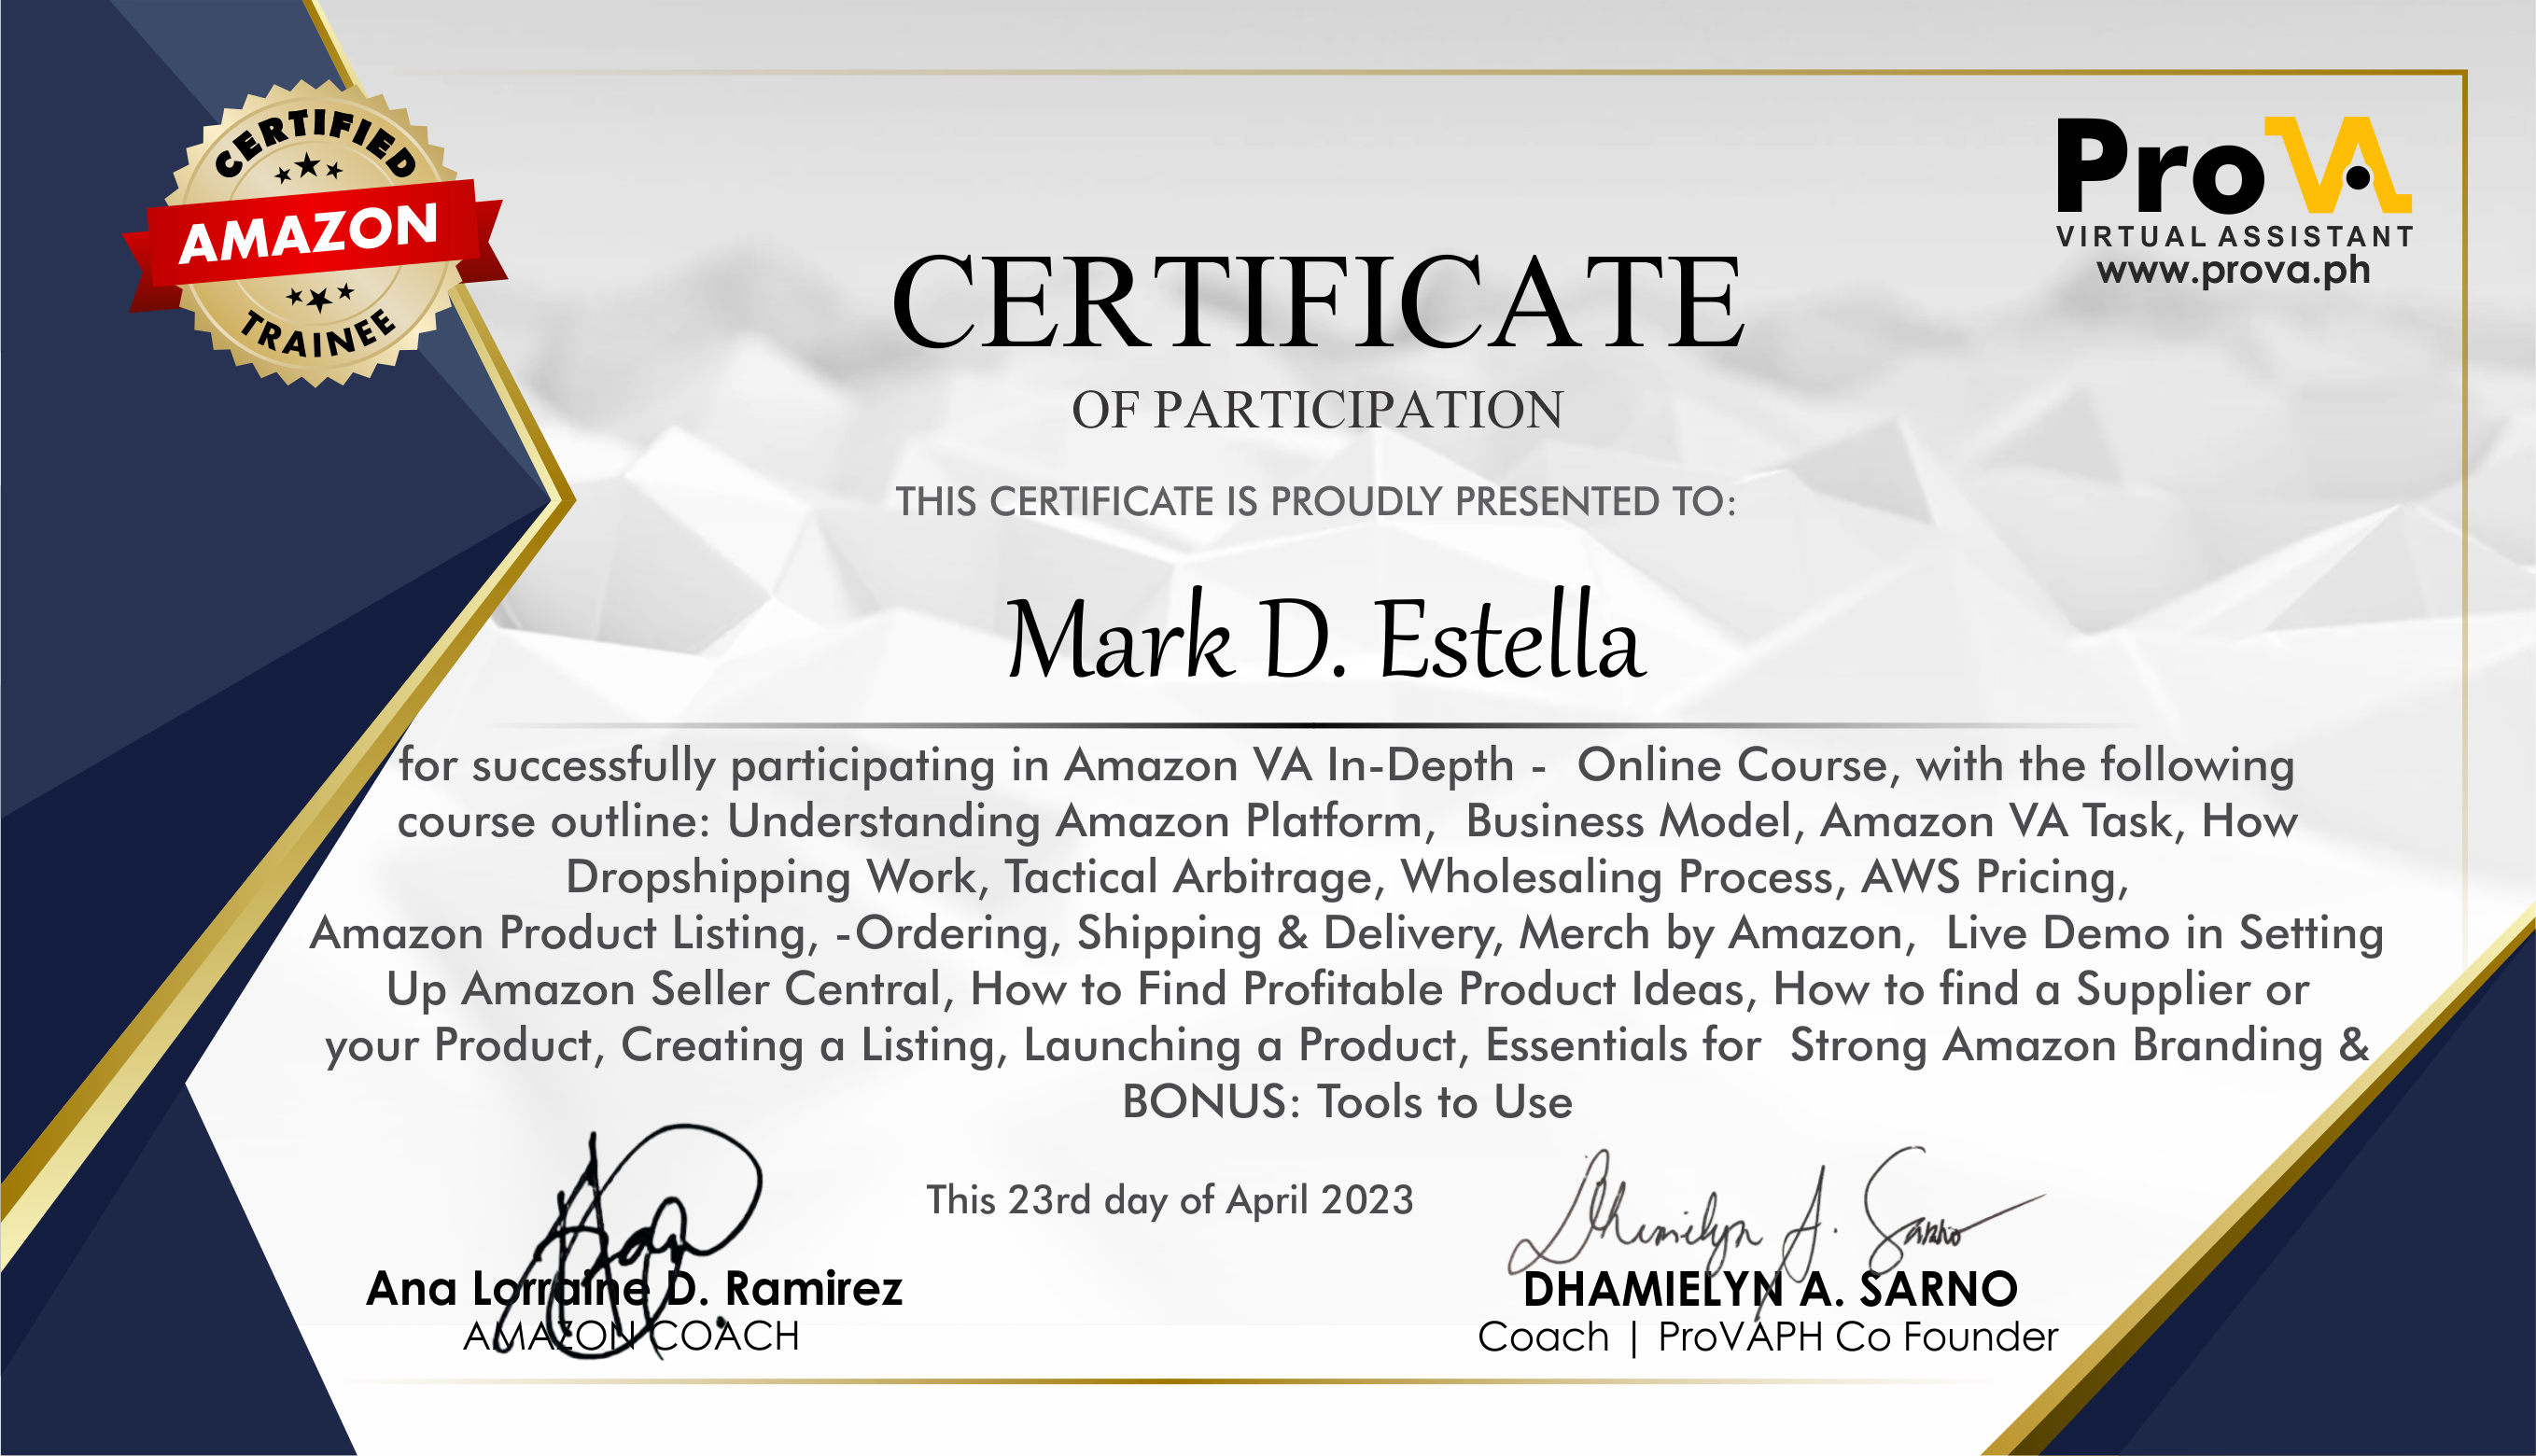 CERTIFIED
AMAZON
TRAINEE
ProVA
VIRTUAL ASSISTANT
www.prova.ph
CERTIFICATE
OF PARTICIPATION
THIS CERTIFICATE IS PROUDLY PRESENTED TO:
Mark D. Estella
for successfully participating in Amazon VA In-Depth -  Online Course, with the following
course outline: Understanding Amazon Platform,  Business Model, Amazon VA Task, How
Dropshipping Work, Tactical Arbitrage, Wholesaling Process, AWS Pricing,
Amazon Product Listing, -Ordering, Shipping & Delivery, Merch by Amazon,  Live Demo in Setting
Up Amazon Seller Central, How to Find Profitable Product Ideas, How to find a Supplier or
your Product, Creating a Listing, Launching a Product, Essentials for  Strong Amazon Branding &
BONUS: Tools to Use
This 23rd day of April 2023
Dhamielyn A. Sarno
Ana Lorraine D. Ramirez
AMAZON COACH
DHAMIELYN A. SARNO
Coach | ProVAPH Co Founder